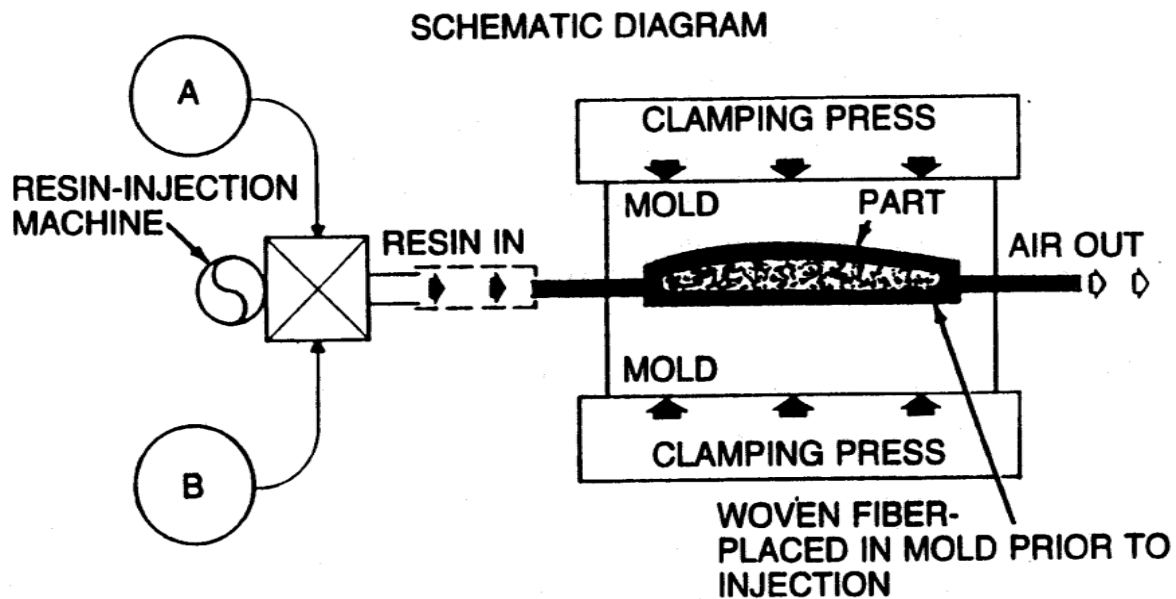 SCHEMATIC DIAGRAM
A
CLAMPING PRESS
RESIN-INJECTION
MACHINE
MOLD
PART
RESIN IN
AIR OUT
MOLD
B
CLAMPING PRESS
WOVEN FIBER-
PLACED IN MOLD PRIOR TO
INJECTION